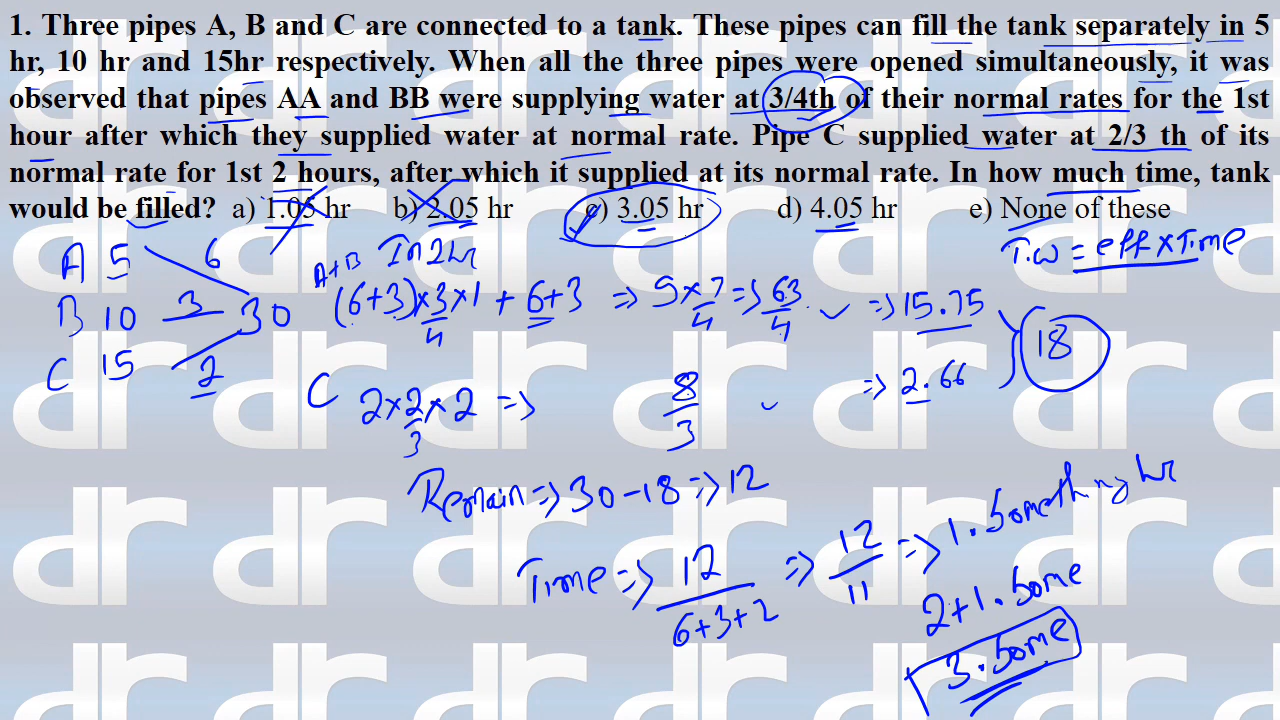 1. Three pipes A, B and C are connected to a tank. These pipes can fill the tank separately in 5
hr, 10 hr and 15hr respectively. When all the three pipes were opened simultaneously, it was
observed that pipes AA and BB were supplying water at 3/4th of their normal rates for the 1st
hour after which they supplied water at normal rate. Pipe C supplied water at 2/3 th of its
normal rate for 1st 2 hours, after which it supplied at its normal rate. In how much time, tank
would be filled? a) 1.05 hr b) 2.05 hr c) 3.05 hr d) 4.05 hr e) None of these
T.W = eff x Time
A 5 6
B 10 3 30
C 15 2
A+B In 2hr
(6+3) x 3/4 x 1 + 6+3 => 9 x 7/4 => 63/4 => 15.75
18
C 2 x 2/3 x 2 => 8/3 => 2.66
Remain => 30 - 18 => 12
Time => 12/6+3+2 => 12/11 => 1. Something hr
2+1. Some
3. Some
dr